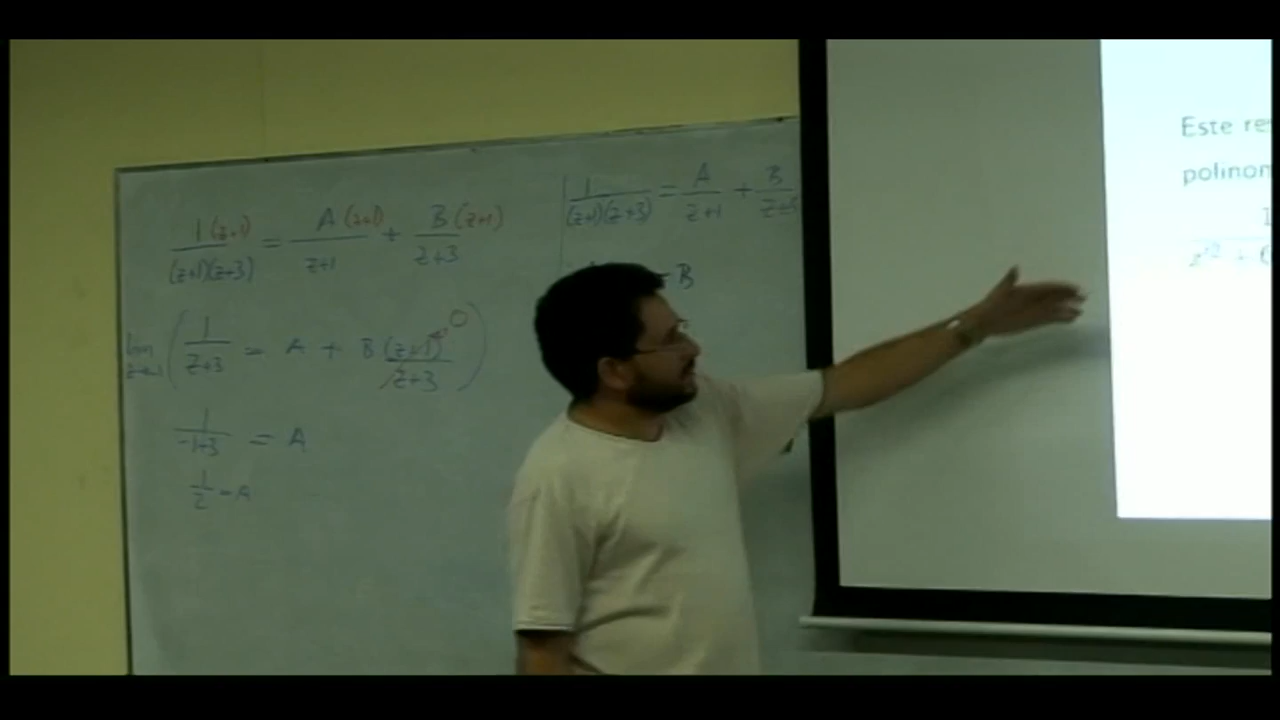 1(z+1)/(z+1)(z+3) = A(z+1)/z+1 + B(z+1)/z+3
lim z→-1 (1/z+3 = A + B(z+1)/z+3) → 0
1/-1+3 = A
1/2 = A
1/(z+1)(z+3) = A/z+1 + B/z+3
B
Este